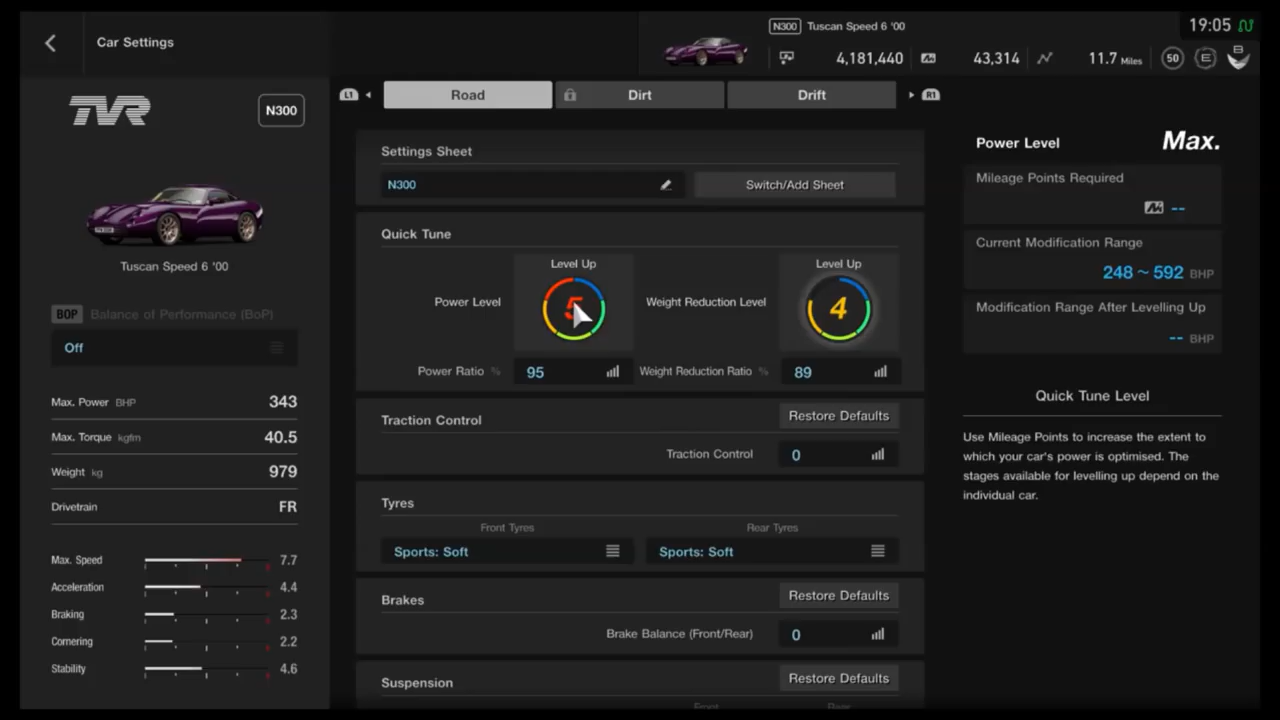 Car Settings
N300 Tuscan Speed 6 '00
19:05
4,181,440
43,314
11.7 Miles
50
E
B
TVR
N300
Tuscan Speed 6 '00
BOP Balance of Performance (BoP)
Off
Max. Power BHP 343
Max. Torque kgfm 40.5
Weight kg 979
Drivetrain FR
Max. Speed 7.7
Acceleration 4.4
Braking 2.3
Cornering 2.2
Stability 4.6
L1 Road Dirt Drift R1
Settings Sheet
N300 Switch/Add Sheet
Quick Tune
Level Up Level Up
Power Level 5 Weight Reduction Level 4
Power Ratio % 95 Weight Reduction Ratio % 89
Traction Control Restore Defaults
Traction Control 0
Tyres
Front Tyres Rear Tyres
Sports: Soft Sports: Soft
Brakes Restore Defaults
Brake Balance (Front/Rear) 0
Suspension Restore Defaults
Front Rear
Power Level Max.
Mileage Points Required
--
Current Modification Range
248 ~ 592 BHP
Modification Range After Levelling Up
-- BHP
Quick Tune Level
Use Mileage Points to increase the extent to
which your car's power is optimised. The
stages available for levelling up depend on the
individual car.